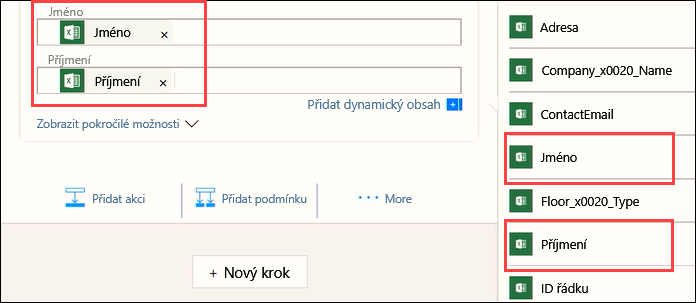 Jméno
Jméno ×
Příjmení
Příjmení ×
Přidat dynamický obsah
Zobrazit pokročilé možnosti
Přidat akci
Přidat podmínku
More
+ Nový krok
Adresa
Company_x0020_Name
ContactEmail
Jméno
Floor_x0020_Type
Příjmení
ID řádku